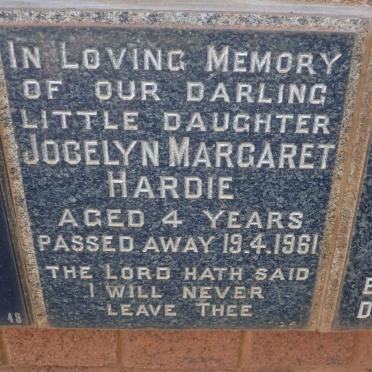 In Loving Memory
of our darling
little daughter
Jocelyn Margaret
Hardie
aged 4 years
passed away 19.4.1961
The Lord hath said
I will never
leave Thee
48